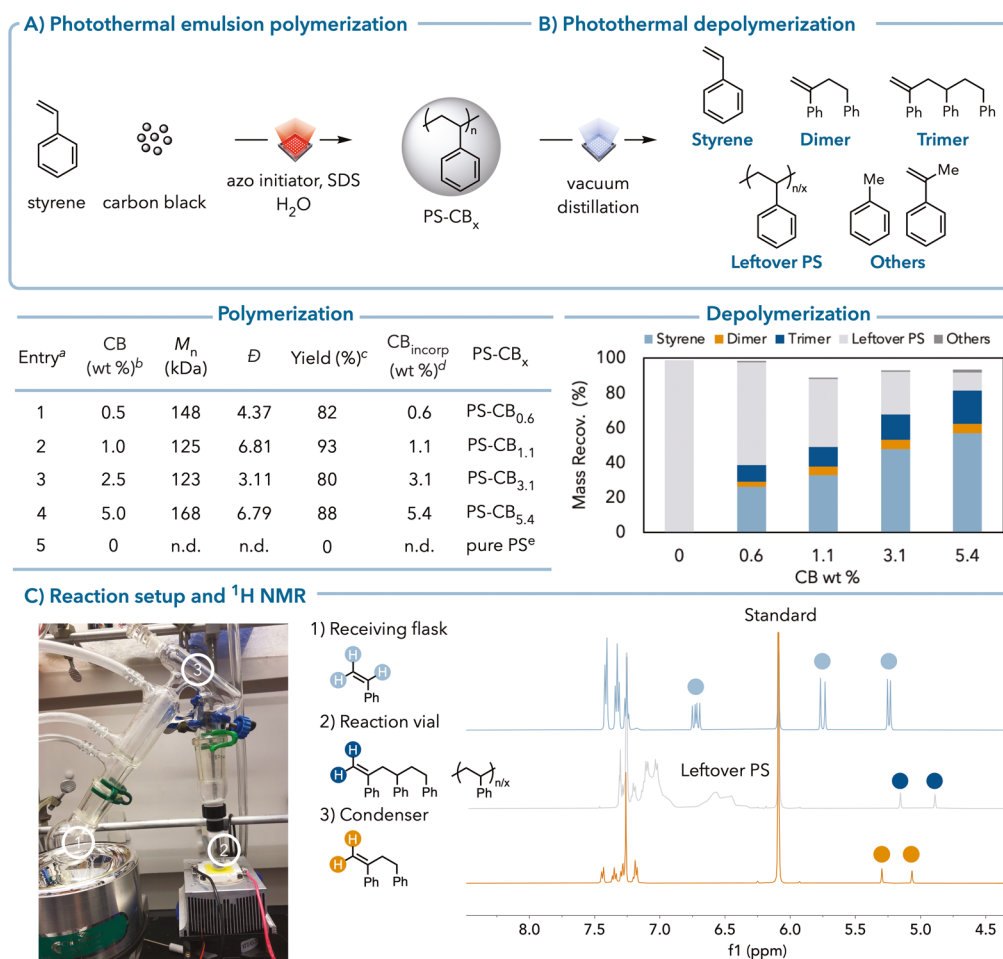 A) Photothermal emulsion polymerization
B) Photothermal depolymerization
styrene
carbon black
azo initiator, SDS
H2O
( )n
PS-CBx
vacuum
distillation
Styrene
Ph
Ph
Dimer
Ph
Ph
Ph
Trimer
n/x
Leftover PS
Me
Me
Others
Polymerization
Entrya CB (wt %)b Mn (kDa) Đ Yield (%)c CBincorp (wt %)d PS-CBx
1 0.5 148 4.37 82 0.6 PS-CB0.6
2 1.0 125 6.81 93 1.1 PS-CB1.1
3 2.5 123 3.11 80 3.1 PS-CB3.1
4 5.0 168 6.79 88 5.4 PS-CB5.4
5 0 n.d. n.d. 0 n.d. pure PSe
Depolymerization
Styrene Dimer Trimer Leftover PS Others
Mass Recov. (%)
100
80
60
40
20
0
0 0.6 1.1 3.1 5.4
CB wt %
C) Reaction setup and 1H NMR
3
1
2
1) Receiving flask
H
H
H
Ph
2) Reaction vial
H
H
Ph
Ph
Ph
Ph
n/x
3) Condenser
H
H
Ph
Ph
Standard
Leftover PS
8.0 7.5 7.0 6.5 6.0 5.5 5.0 4.5
f1 (ppm)